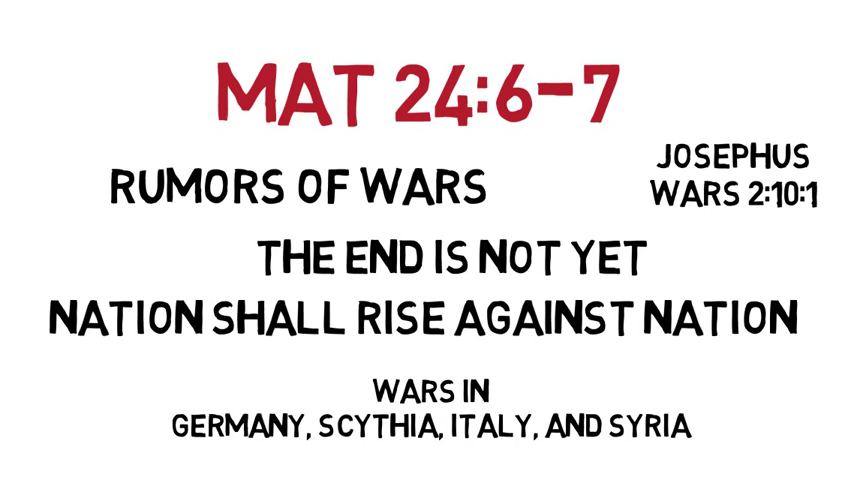 MAT 24:6-7
RUMORS OF WARS
JOSEPHUS
WARS 2:10:1
THE END IS NOT YET
NATION SHALL RISE AGAINST NATION
WARS IN
GERMANY, SCYTHIA, ITALY, AND SYRIA